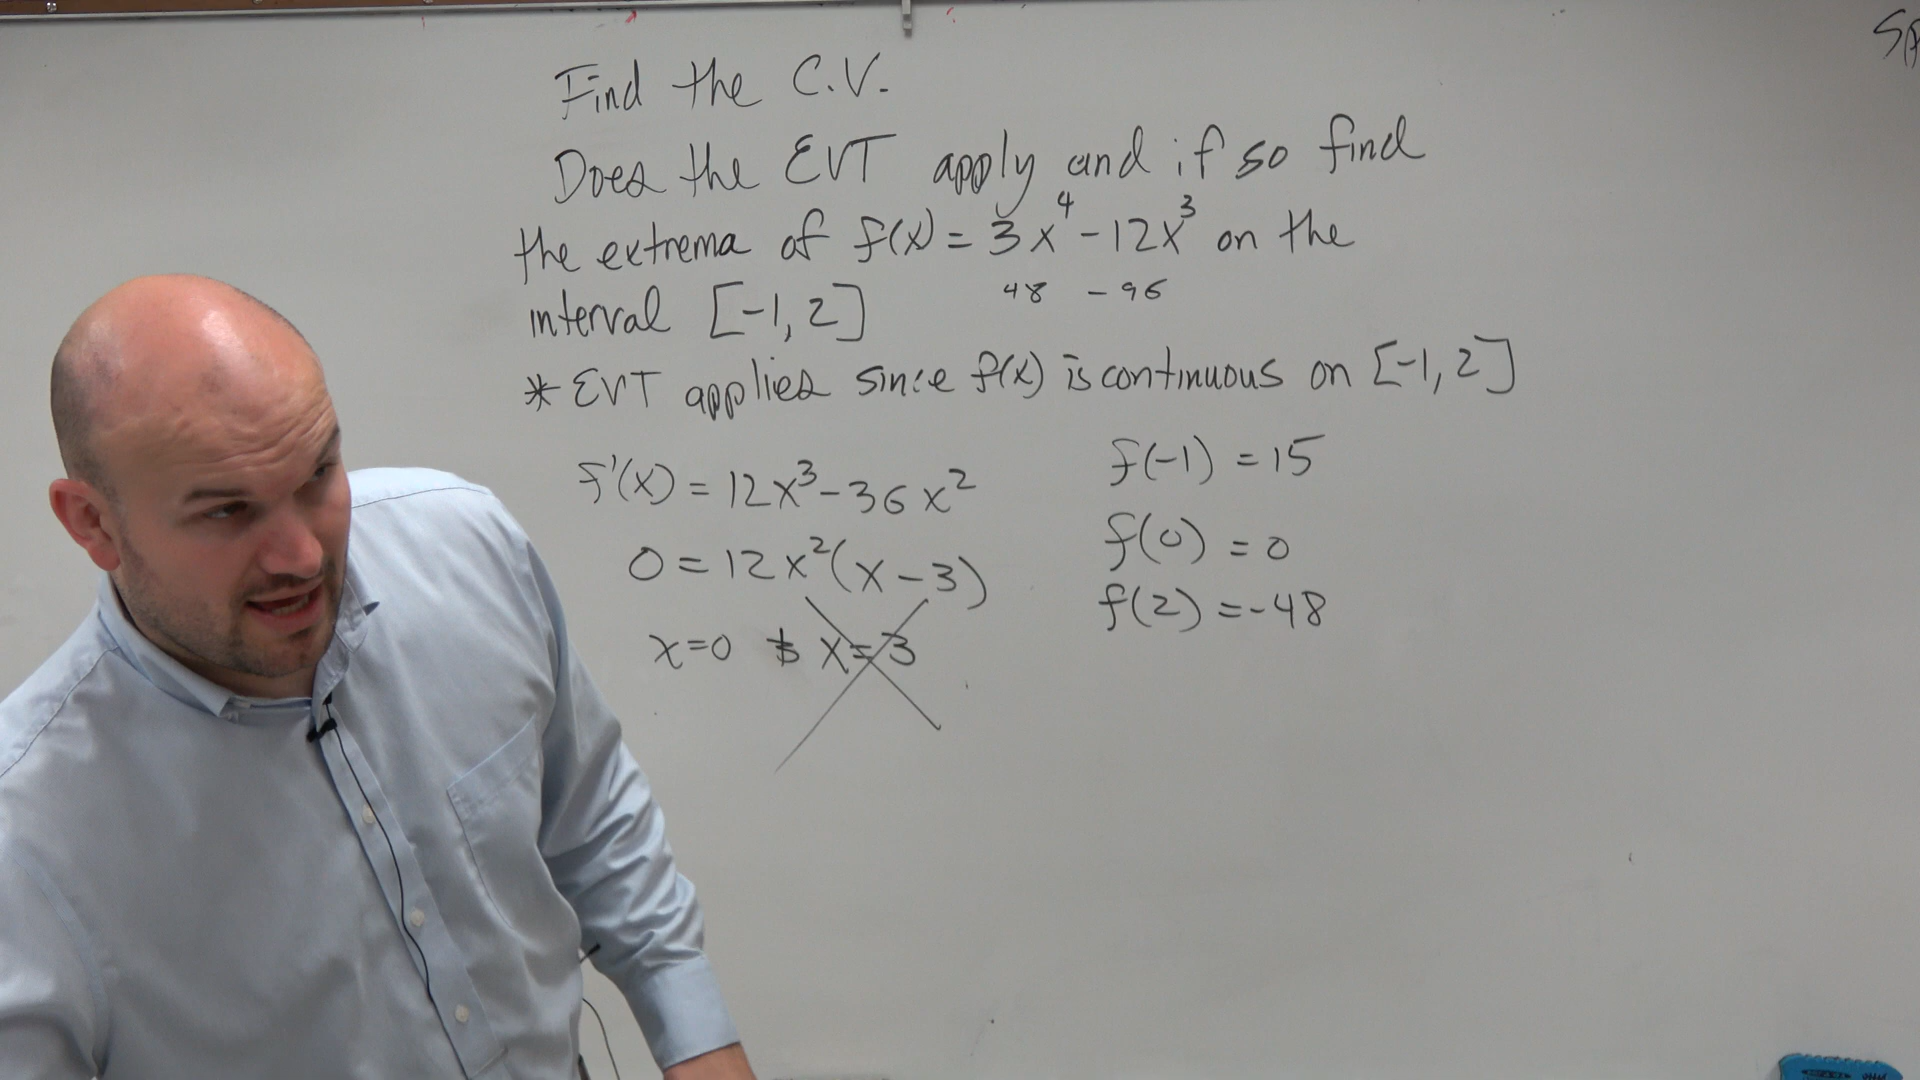 Find the C.V.
Does the EVT apply and if so find
the extrema of f(x) = 3x⁴ - 12x³ on the
48 - 96
interval [-1, 2]
* EVT applies since f(x) is continuous on [-1, 2]
f'(x) = 12x³ - 36x²
0 = 12x²(x - 3)
x=0 & x=3
f(-1) = 15
f(0) = 0
f(2) = -48